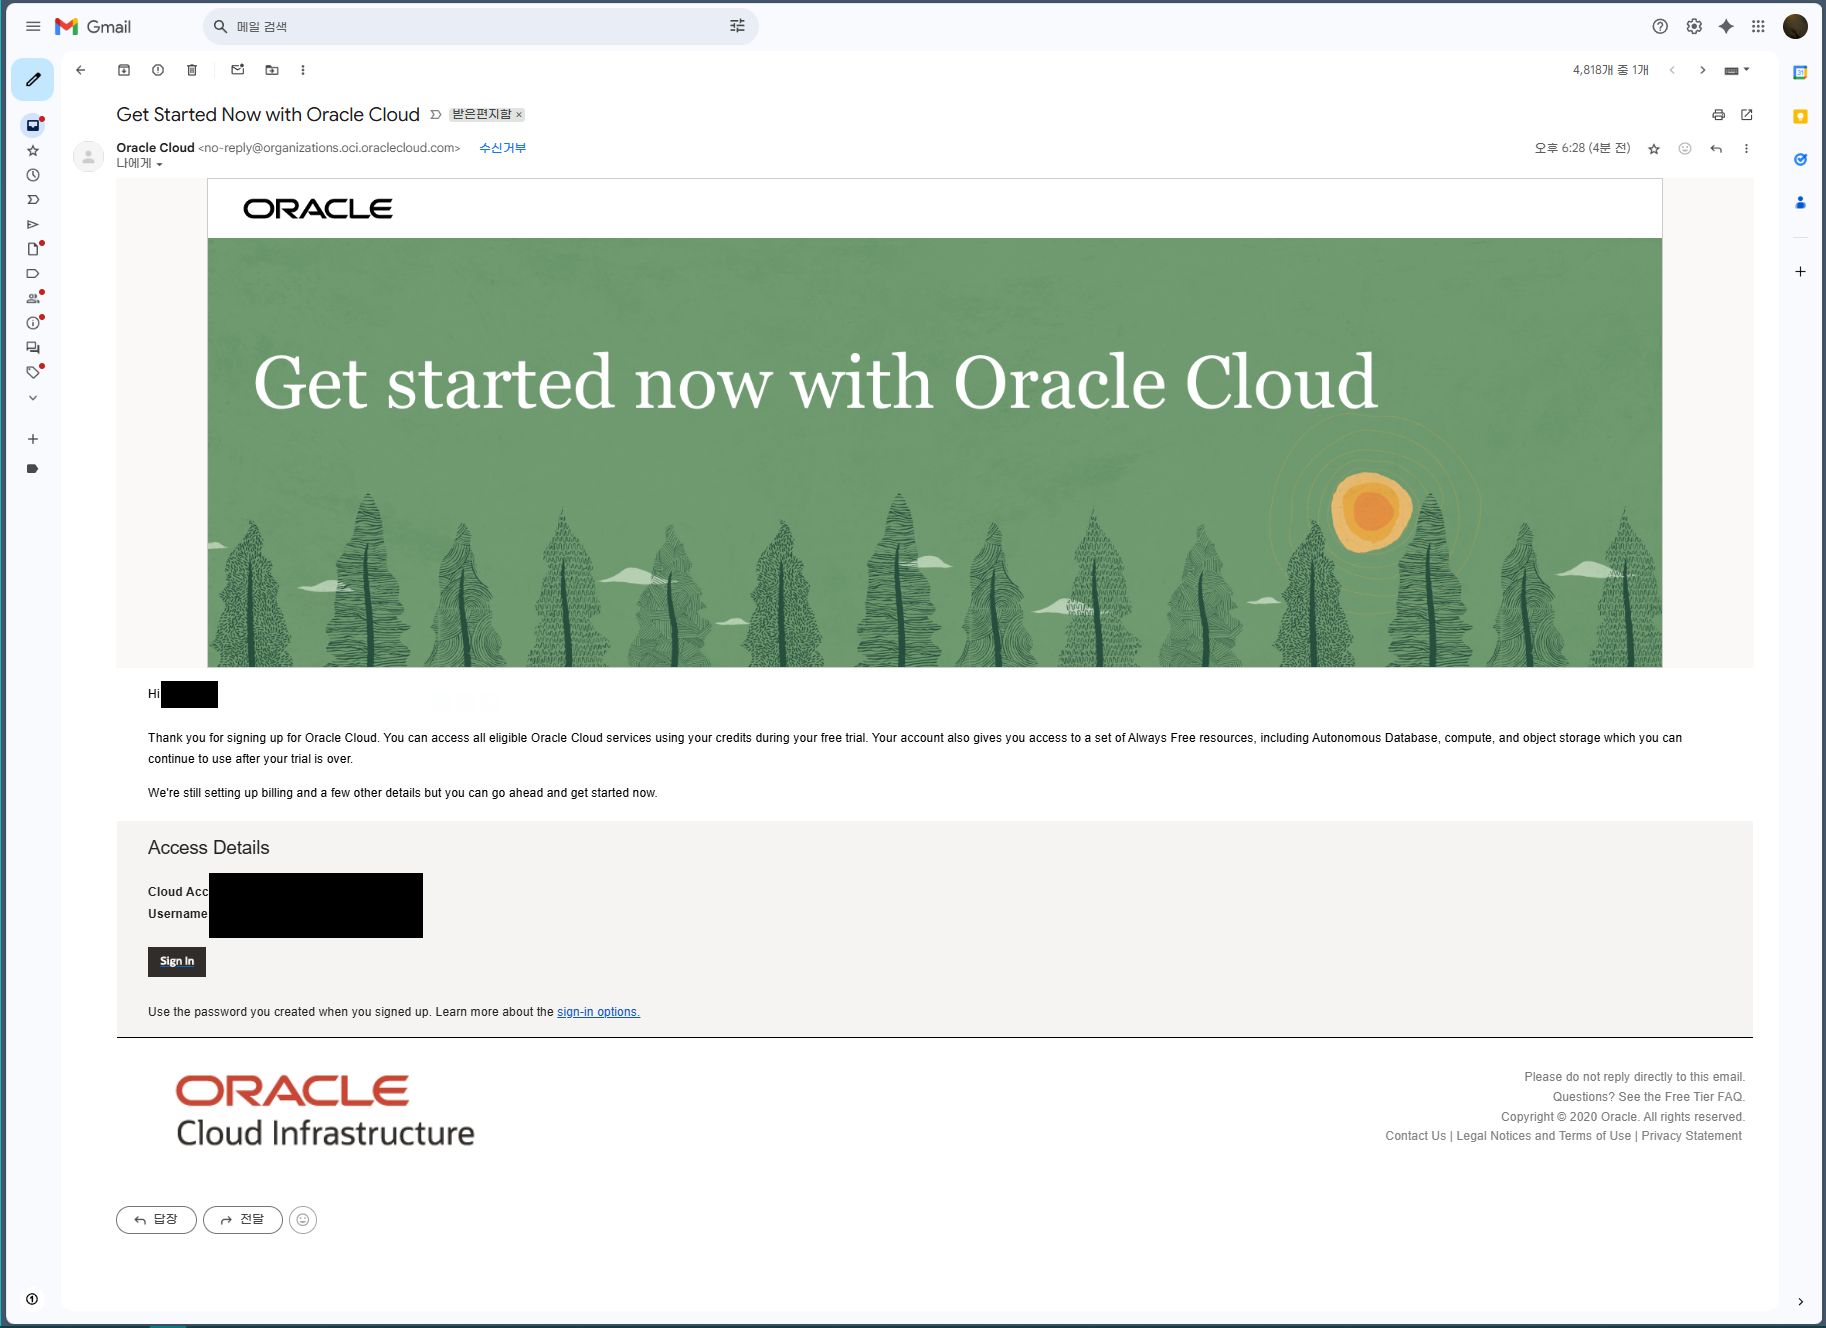 Gmail
메일 검색
4,818개 중 1개
Get Started Now with Oracle Cloud
받은편지함 ×
Oracle Cloud <no-reply@organizations.oci.oraclecloud.com> 수신거부
오후 6:28 (4분 전)
나에게
ORACLE
Get started now with Oracle Cloud
Hi
Thank you for signing up for Oracle Cloud. You can access all eligible Oracle Cloud services using your credits during your free trial. Your account also gives you access to a set of Always Free resources, including Autonomous Database, compute, and object storage which you can
continue to use after your trial is over.
We're still setting up billing and a few other details but you can go ahead and get started now.
Access Details
Cloud Acc
Username
Sign In
Use the password you created when you signed up. Learn more about the sign-in options.
ORACLE
Cloud Infrastructure
Please do not reply directly to this email.
Questions? See the Free Tier FAQ.
Copyright © 2020 Oracle. All rights reserved.
Contact Us | Legal Notices and Terms of Use | Privacy Statement
답장
전달